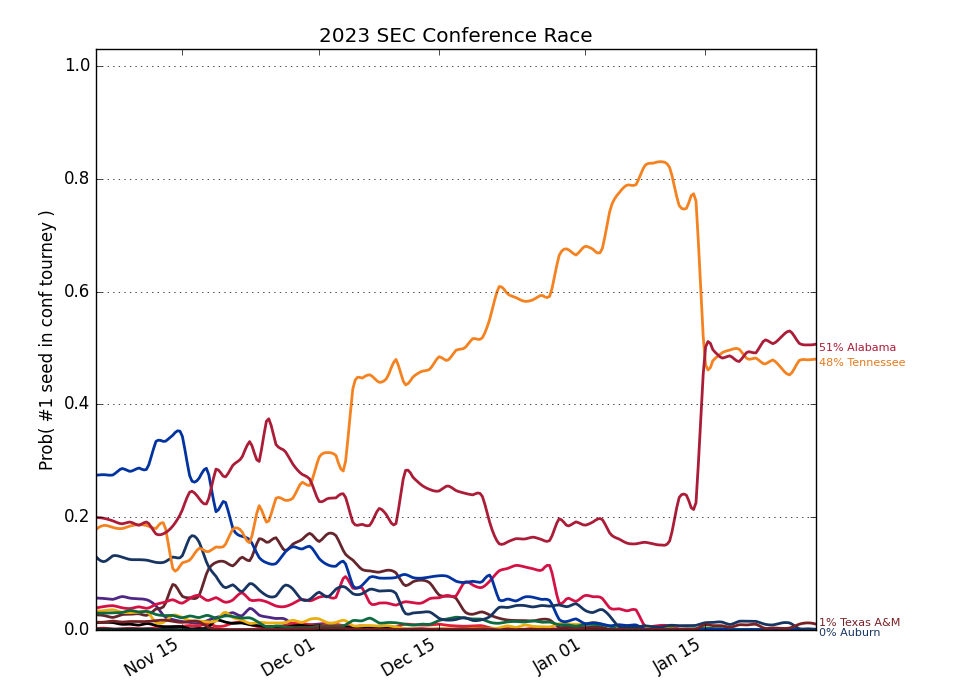 2023 SEC Conference Race
Prob( #1 seed in conf tourney )
1.0
0.8
0.6
0.4
0.2
0.0
51% Alabama
48% Tennessee
1% Texas A&M
0% Auburn
Nov 15
Dec 01
Dec 15
Jan 01
Jan 15